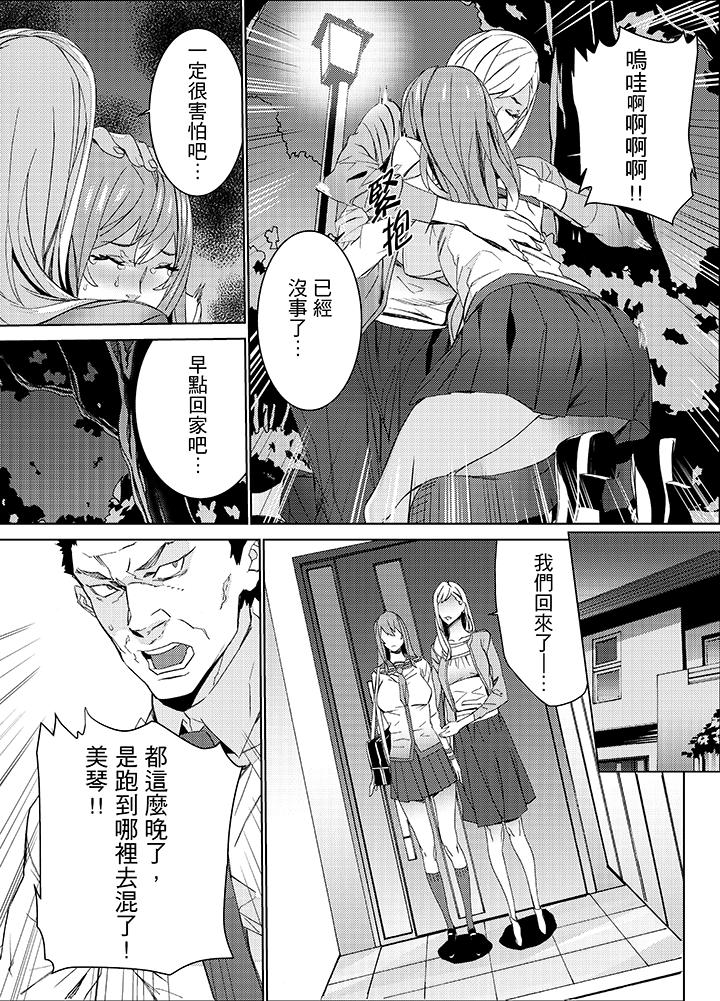 嗚哇啊啊啊啊!!
緊抱
已經
沒事了…
一定很害怕吧…
早點回家吧…
我們回來了——…
都這麼晚了，
是跑到哪裡去混了！
美琴!!